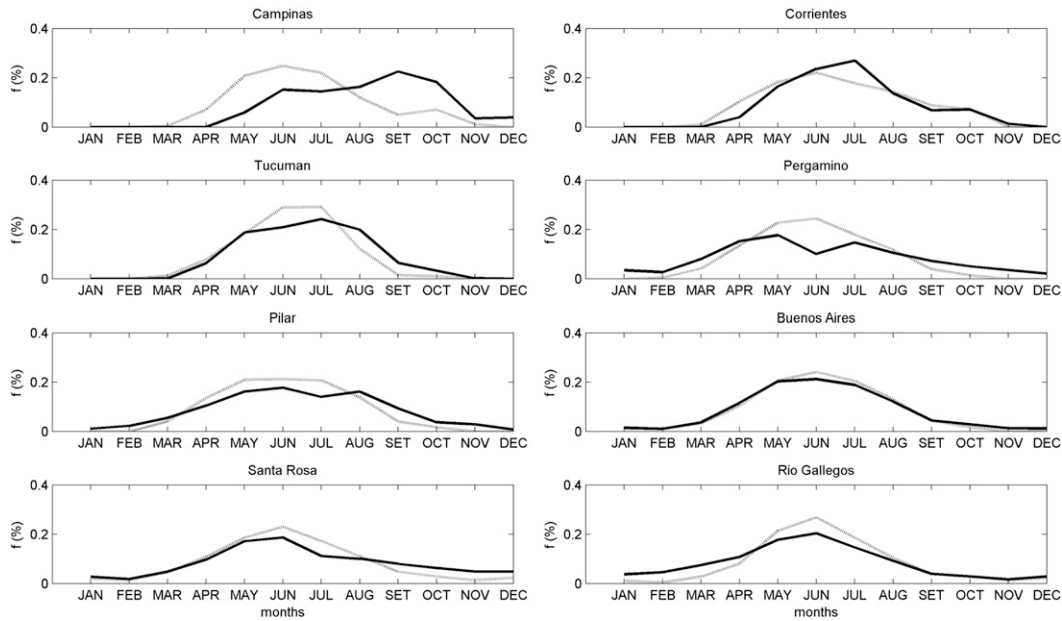 Campinas
f (%)
0.4
0.2
0
JAN FEB MAR APR MAY JUN JUL AUG SET OCT NOV DEC
Corrientes
f (%)
0.4
0.2
0
JAN FEB MAR APR MAY JUN JUL AUG SET OCT NOV DEC
Tucuman
f (%)
0.4
0.2
0
JAN FEB MAR APR MAY JUN JUL AUG SET OCT NOV DEC
Pergamino
f (%)
0.4
0.2
0
JAN FEB MAR APR MAY JUN JUL AUG SET OCT NOV DEC
Pilar
f (%)
0.4
0.2
0
JAN FEB MAR APR MAY JUN JUL AUG SET OCT NOV DEC
Buenos Aires
f (%)
0.4
0.2
0
JAN FEB MAR APR MAY JUN JUL AUG SET OCT NOV DEC
Santa Rosa
f (%)
0.4
0.2
0
JAN FEB MAR APR MAY JUN JUL AUG SET OCT NOV DEC
months
Rio Gallegos
f (%)
0.4
0.2
0
JAN FEB MAR APR MAY JUN JUL AUG SET OCT NOV DEC
months